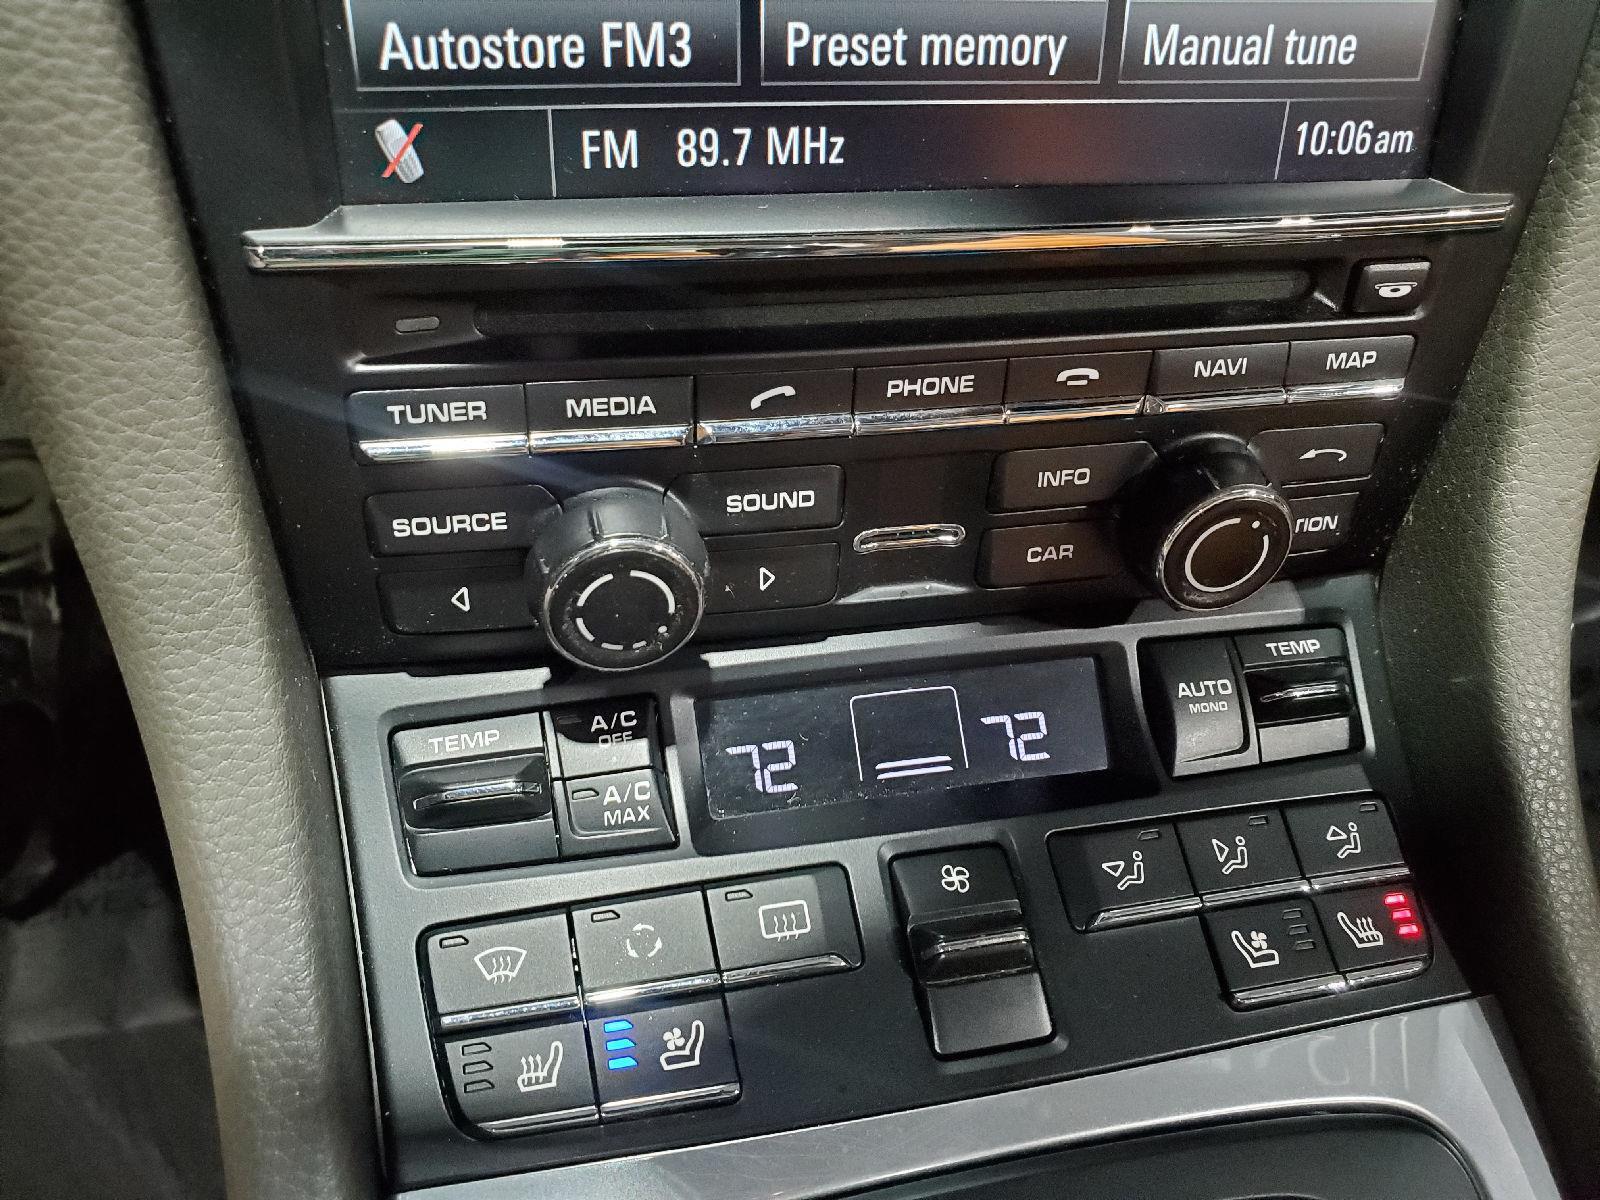 Autostore FM3
Preset memory
Manual tune
FM 89.7 MHz
10:06am
TUNER
MEDIA
PHONE
NAVI
MAP
SOURCE
SOUND
INFO
CAR
TION
TEMP
A/C
OFF
A/C
MAX
72
72
AUTO
MONO
TEMP